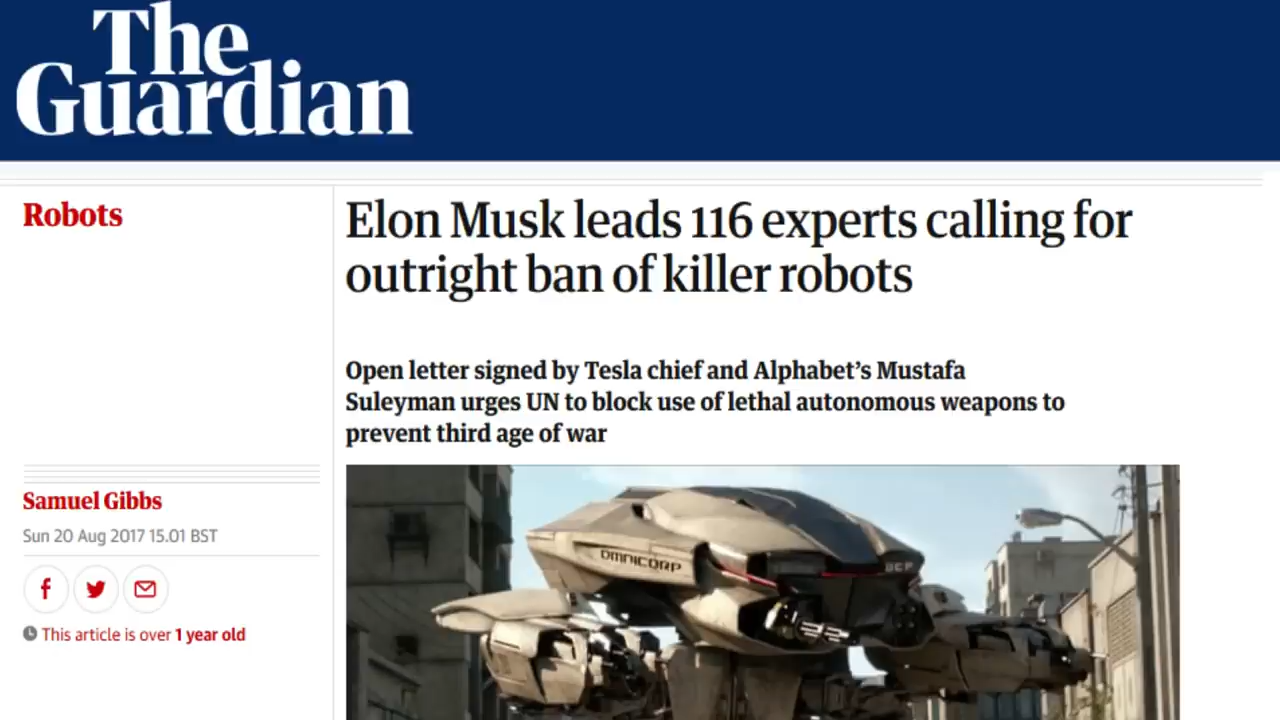 The
Guardian
Robots
Elon Musk leads 116 experts calling for
outright ban of killer robots
Open letter signed by Tesla chief and Alphabet’s Mustafa
Suleyman urges UN to block use of lethal autonomous weapons to
prevent third age of war
Samuel Gibbs
Sun 20 Aug 2017 15.01 BST
This article is over 1 year old
OMNICORP
OCP